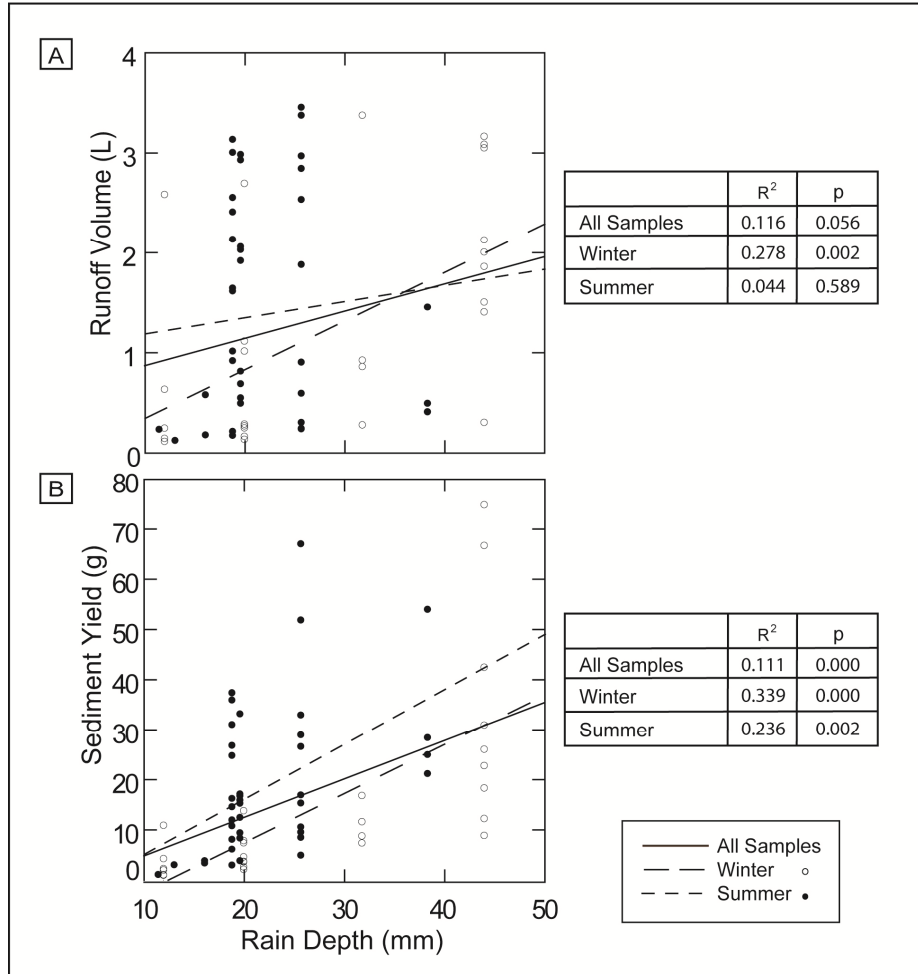 A
4
3
2
1
0
Runoff Volume (L)
R² p
All Samples 0.116 0.056
Winter 0.278 0.002
Summer 0.044 0.589
B
80
70
60
50
40
30
20
10
0
Sediment Yield (g)
10 20 30 40 50
Rain Depth (mm)
R² p
All Samples 0.111 0.000
Winter 0.339 0.000
Summer 0.236 0.002
All Samples
Winter
Summer